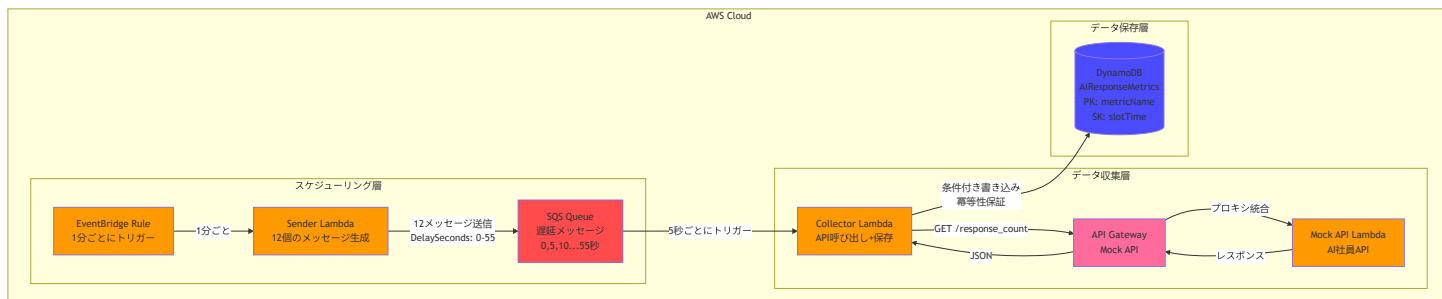 AWS Cloud
データ保存層
DynamoDB
AIResponseMetrics
PK: metricName
SK: slotTime
スケジューリング層
EventBridge Rule
1分ごとにトリガー
1分ごと
Sender Lambda
12個のメッセージ生成
12メッセージ送信
DelaySeconds: 0-55
SQS Queue
遅延メッセージ
0,5,10...55秒
5秒ごとにトリガー
データ収集層
Collector Lambda
API呼び出し+保存
条件付き書き込み
冪等性保証
GET /response_count
JSON
API Gateway
Mock API
プロキシ統合
レスポンス
Mock API Lambda
AI社員API